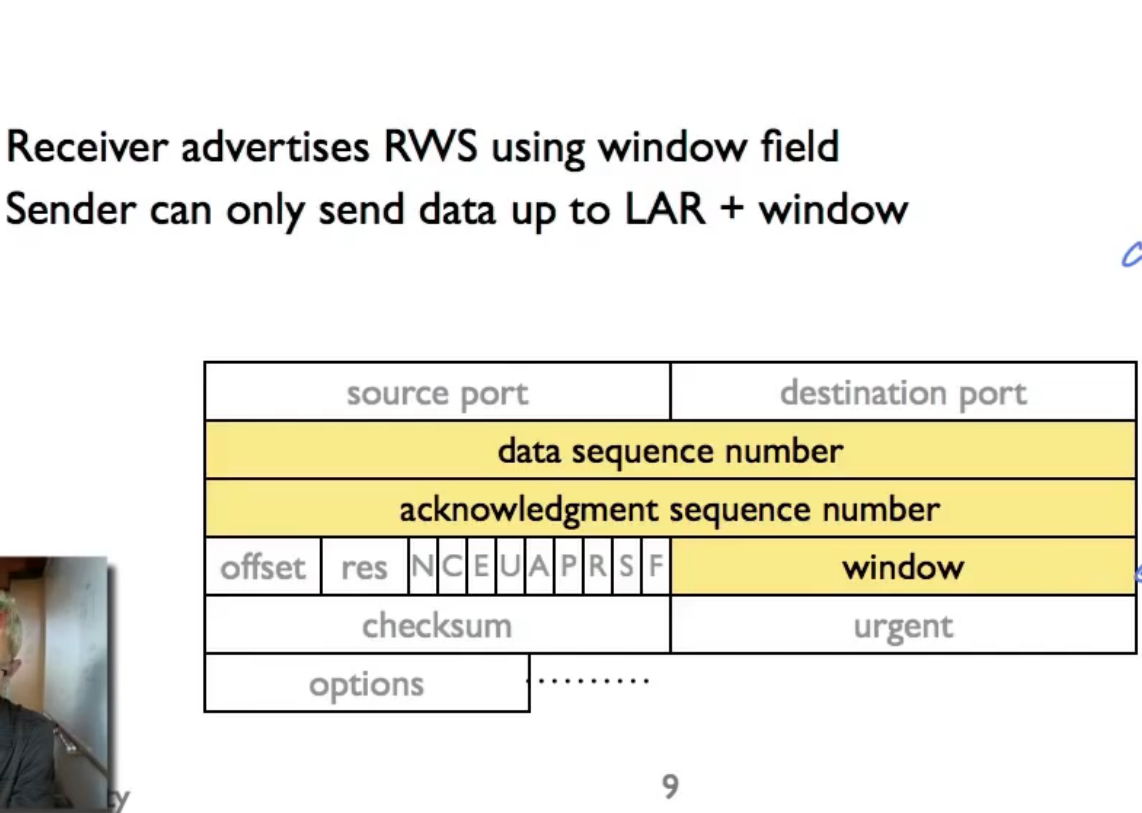 Receiver advertises RWS using window field
Sender can only send data up to LAR + window
source port destination port
data sequence number
acknowledgment sequence number
offset res N C E U A P R S F window
checksum urgent
options ..........
9